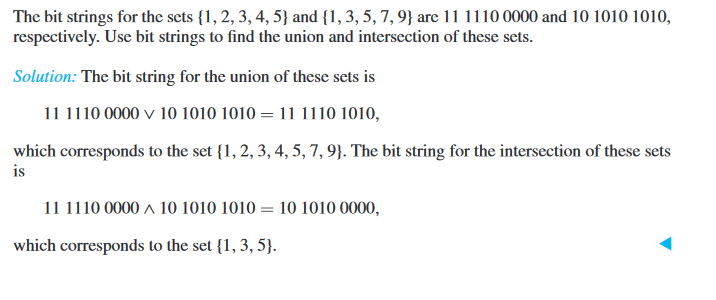 The bit strings for the sets {1, 2, 3, 4, 5} and {1, 3, 5, 7, 9} are 11 1110 0000 and 10 1010 1010,
respectively. Use bit strings to find the union and intersection of these sets.
Solution: The bit string for the union of these sets is
11 1110 0000 ∨ 10 1010 1010 = 11 1110 1010,
which corresponds to the set {1, 2, 3, 4, 5, 7, 9}. The bit string for the intersection of these sets
is
11 1110 0000 ∧ 10 1010 1010 = 10 1010 0000,
which corresponds to the set {1, 3, 5}.